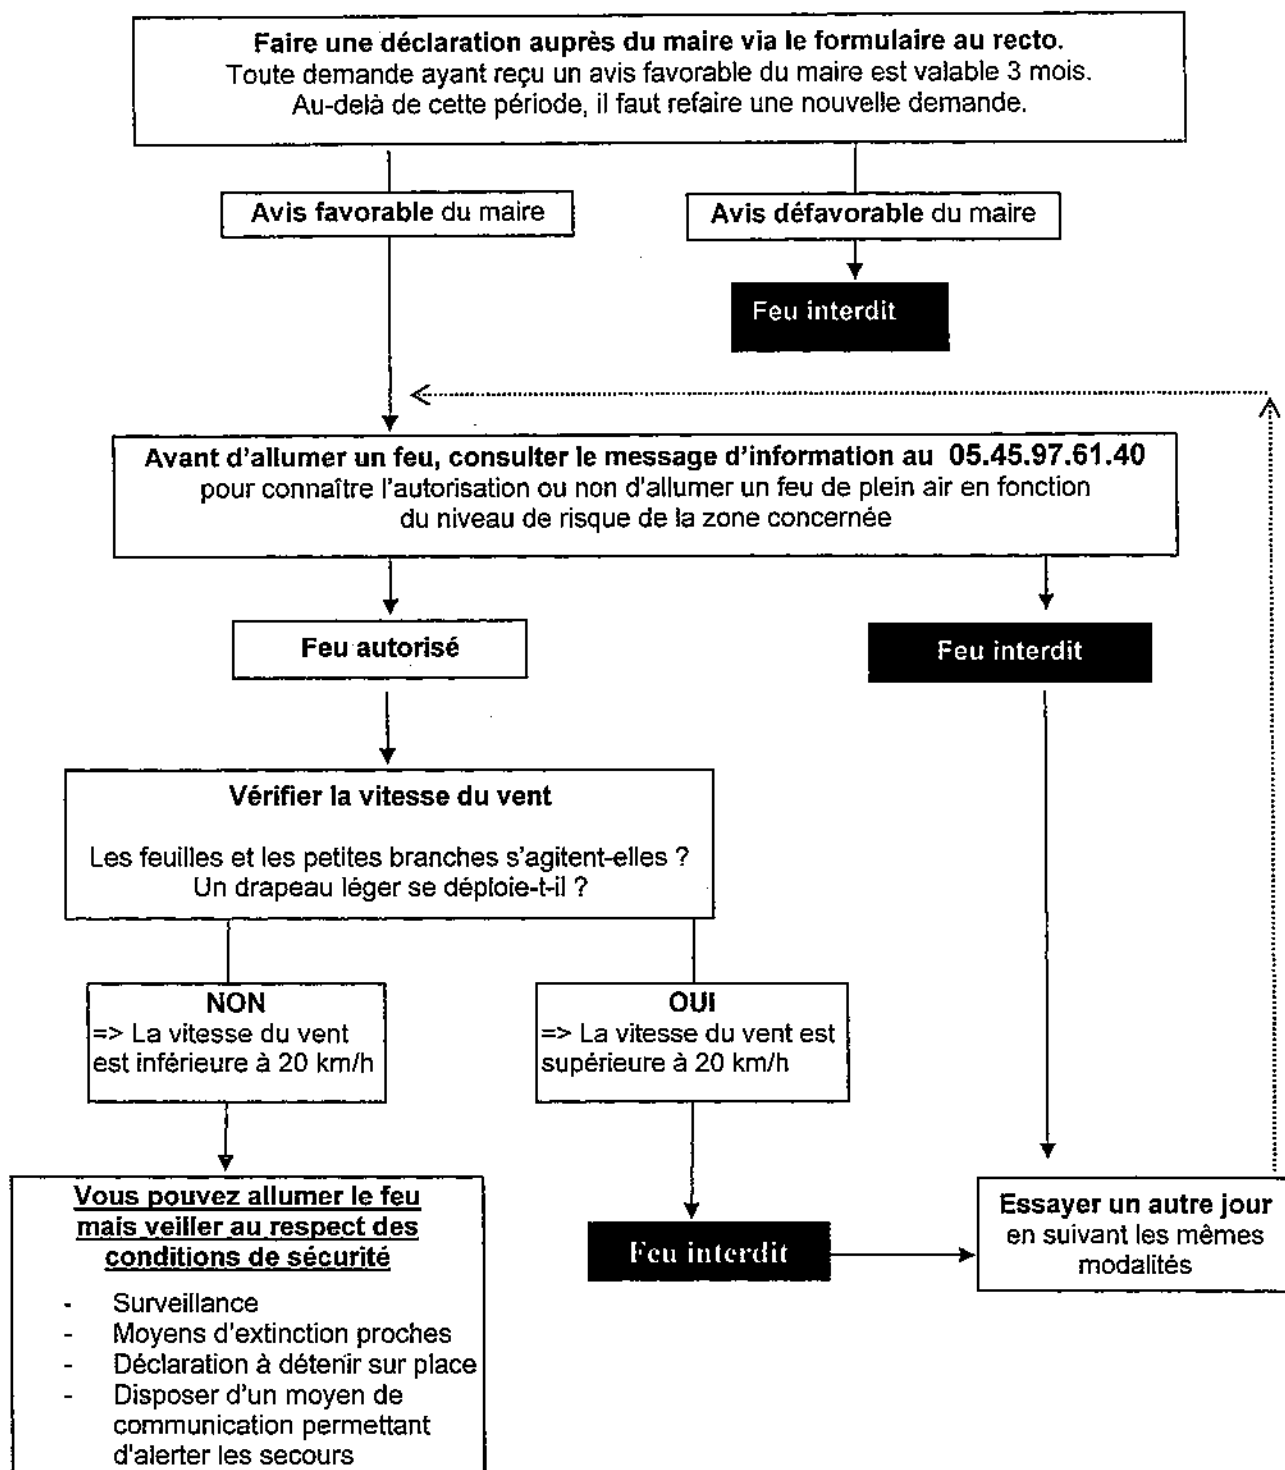 Faire une déclaration auprès du maire via le formulaire au recto.
Toute demande ayant reçu un avis favorable du maire est valable 3 mois.
Au-delà de cette période, il faut refaire une nouvelle demande.
Avis favorable du maire
Avis défavorable du maire
Feu interdit
Avant d'allumer un feu, consulter le message d'information au 05.45.97.61.40
pour connaître l'autorisation ou non d'allumer un feu de plein air en fonction
du niveau de risque de la zone concernée
Feu autorisé
Feu interdit
Vérifier la vitesse du vent
Les feuilles et les petites branches s'agitent-elles ?
Un drapeau léger se déploie-t-il ?
NON
=> La vitesse du vent
est inférieure à 20 km/h
OUI
=> La vitesse du vent est
supérieure à 20 km/h
Vous pouvez allumer le feu
mais veiller au respect des
conditions de sécurité
- Surveillance
- Moyens d'extinction proches
- Déclaration à détenir sur place
- Disposer d'un moyen de
communication permettant
d'alerter les secours
Feu interdit
Essayer un autre jour
en suivant les mêmes
modalités